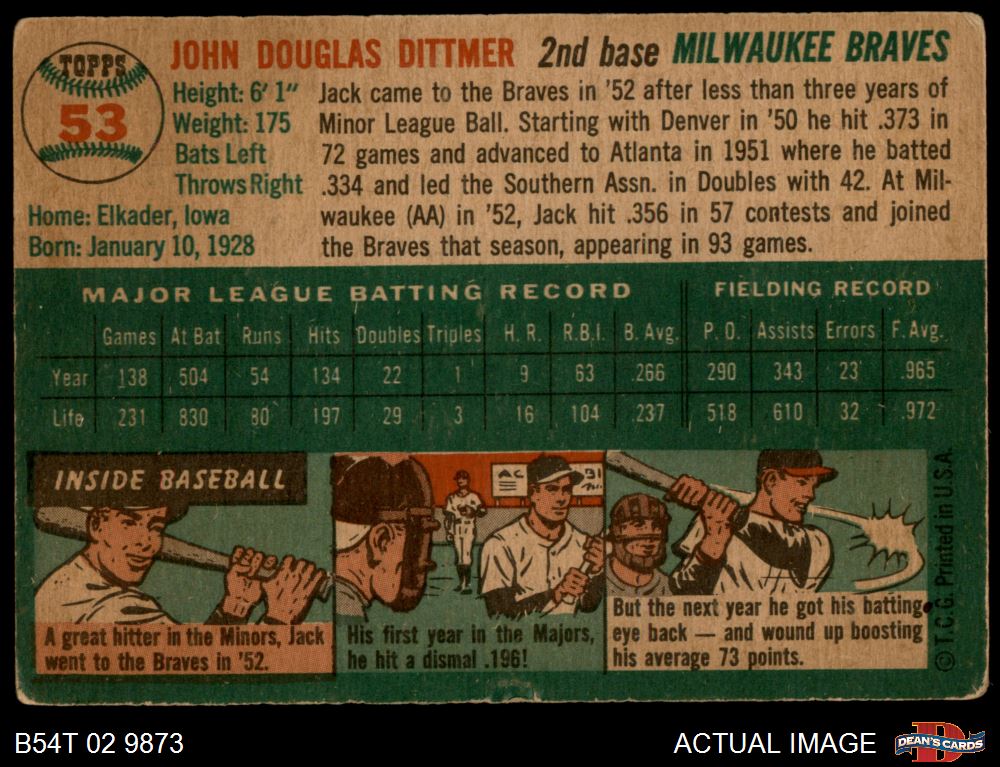 TOPPS
53
JOHN DOUGLAS DITTMER 2nd base MILWAUKEE BRAVES
Height: 6' 1"
Weight: 175
Bats Left
Throws Right
Home: Elkader, Iowa
Born: January 10, 1928
Jack came to the Braves in '52 after less than three years of
Minor League Ball. Starting with Denver in '50 he hit .373 in
72 games and advanced to Atlanta in 1951 where he batted
.334 and led the Southern Assn. in Doubles with 42. At Mil-
waukee (AA) in '52, Jack hit .356 in 57 contests and joined
the Braves that season, appearing in 93 games.
MAJOR LEAGUE BATTING RECORD FIELDING RECORD
Games At Bat Runs Hits Doubles Triples H. R. R.B.I. B. Avg. P. O. Assists Errors F. Avg.
Year 138 504 54 134 22 1 9 63 .266 290 343 23 .965
Life 231 830 80 197 29 3 16 104 .237 518 610 32 .972
INSIDE BASEBALL
A great hitter in the Minors, Jack
went to the Braves in '52.
AC
BI
His first year in the Majors,
he hit a dismal .196!
But the next year he got his batting
eye back — and wound up boosting
his average 73 points.
© T.C.G. Printed in U.S.A.
B54T 02 9873
ACTUAL IMAGE
D
DEAN'S CARDS